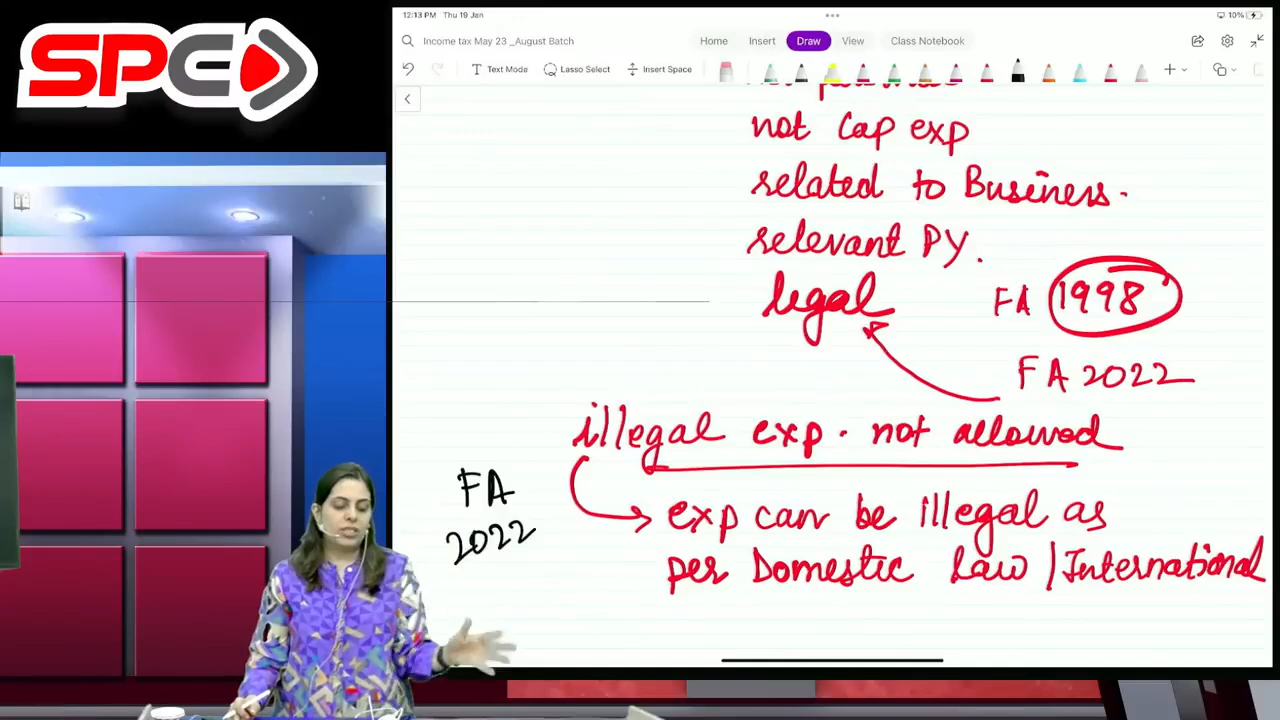 SPC
12:13 PM Thu 19 Jan
10%
Income tax May 23 _August Batch
Home Insert Draw View Class Notebook
Text Mode Lasso Select Insert Space
not Cap exp
related to Business.
relevant PY.
legal
FA 1998
FA 2022
illegal exp. not allowed
FA
2022
exp can be illegal as
per Domestic Law / International